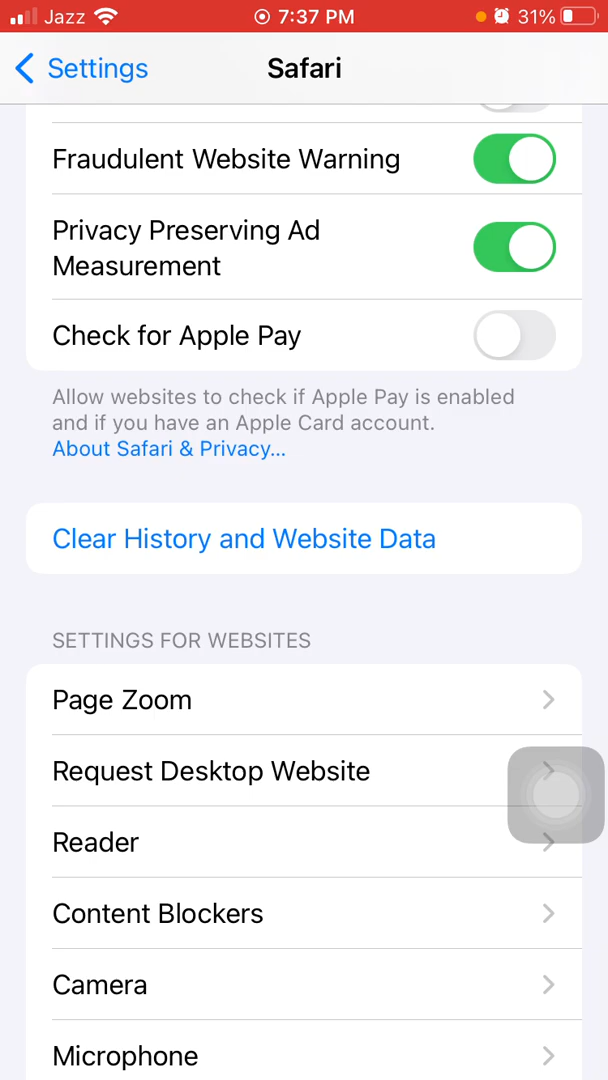 Jazz 7:37 PM 31%
Settings Safari
Fraudulent Website Warning
Privacy Preserving Ad
Measurement
Check for Apple Pay
Allow websites to check if Apple Pay is enabled
and if you have an Apple Card account.
About Safari & Privacy...
Clear History and Website Data
SETTINGS FOR WEBSITES
Page Zoom
Request Desktop Website
Reader
Content Blockers
Camera
Microphone